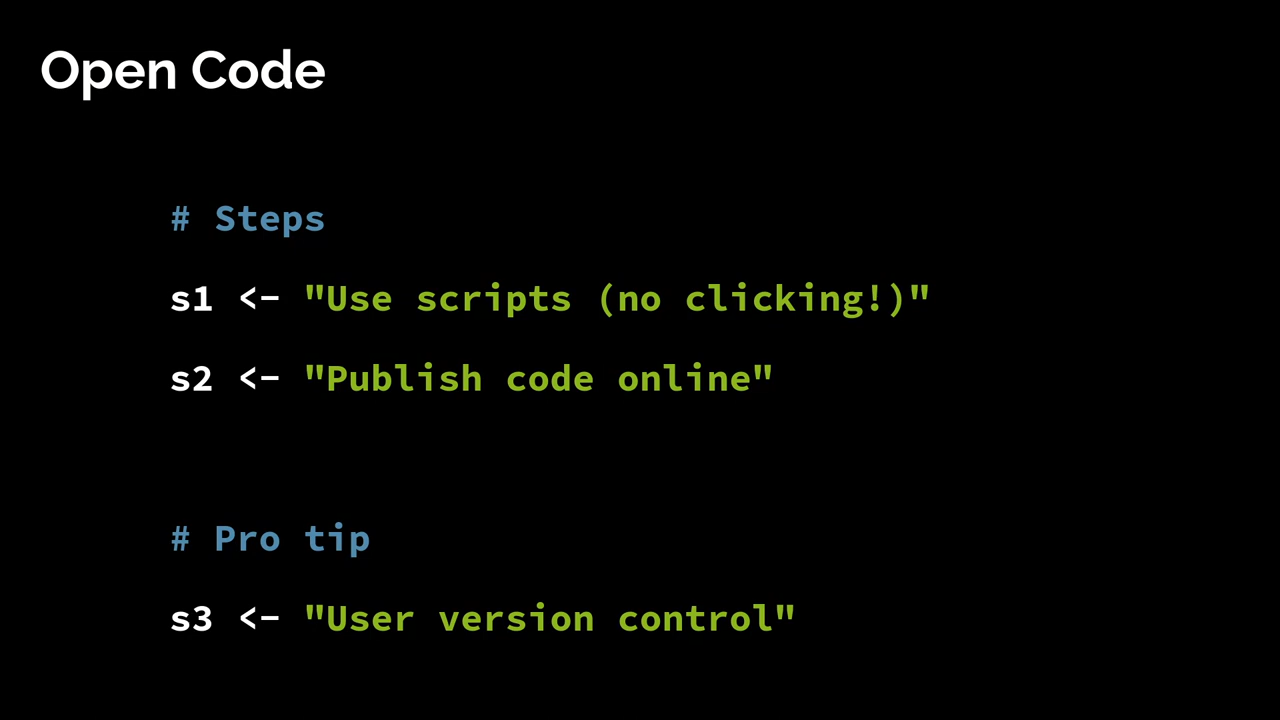 Open Code
# Steps
s1 <- "Use scripts (no clicking!)"
s2 <- "Publish code online"
# Pro tip
s3 <- "User version control"